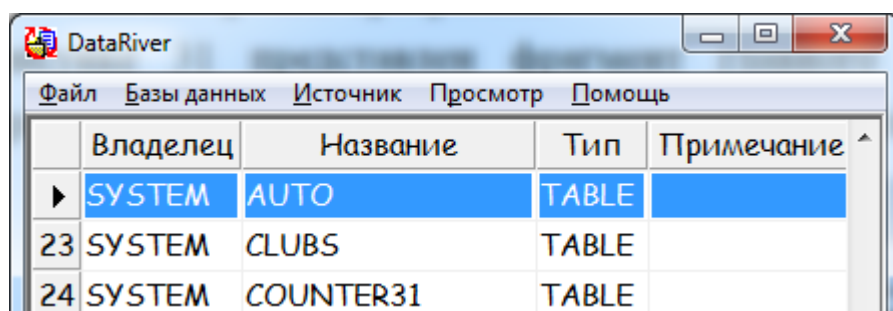 DataRiver
Файл Базы данных Источник Просмотр Помощь
Владелец Название Тип Примечание
SYSTEM AUTO TABLE
23 SYSTEM CLUBS TABLE
24 SYSTEM COUNTER31 TABLE